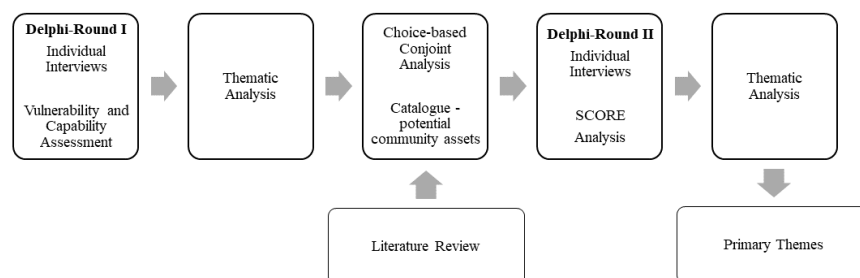 Delphi-Round I
Individual
Interviews
Vulnerability and
Capability
Assessment
Thematic
Analysis
Choice-based
Conjoint
Analysis
Catalogue -
potential
community assets
Delphi-Round II
Individual
Interviews
SCORE
Analysis
Thematic
Analysis
Literature Review
Primary Themes